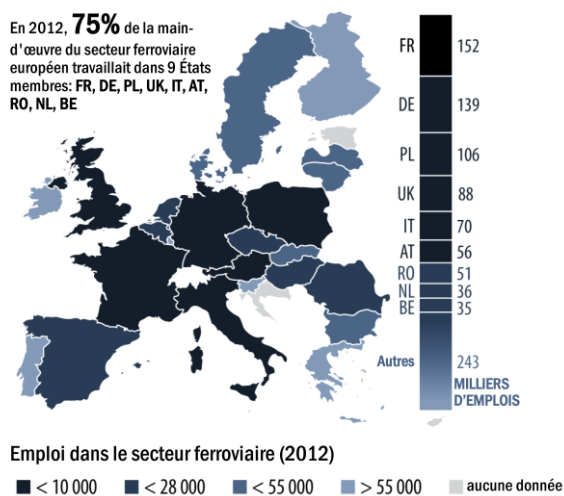 En 2012, 75% de la main-
d'œuvre du secteur ferroviaire
européen travaillait dans 9 États
membres: FR, DE, PL, UK, IT, AT,
RO, NL, BE
FR 152
DE 139
PL 106
UK 88
IT 70
AT 56
RO 51
NL 36
BE 35
Autres 243
MILLIERS
D'EMPLOIS
Emploi dans le secteur ferroviaire (2012)
< 10 000 < 28 000 < 55 000 > 55 000 aucune donnée